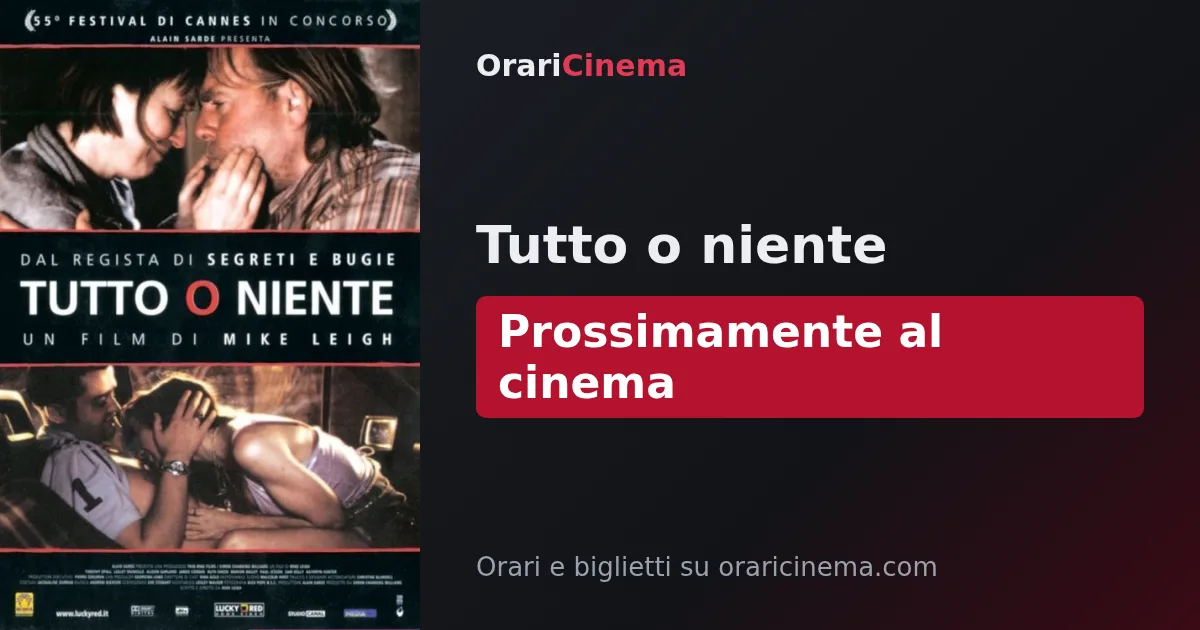 55° FESTIVAL DI CANNES IN CONCORSO
ALAIN SARDE PRESENTA
DAL REGISTA DI SEGRETI E BUGIE
TUTTO O NIENTE
UN FILM DI MIKE LEIGH
1
www.luckyred.it
LUCKY RED
STUDIOCANAL
OrariCinema
Tutto o niente
Prossimamente al
cinema
Orari e biglietti su oraricinema.com